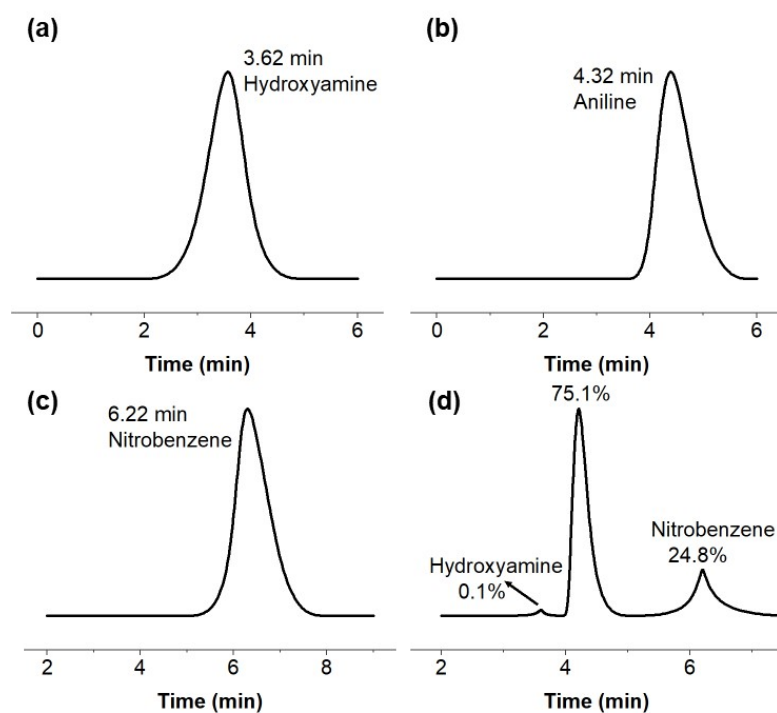 (a)
3.62 min
Hydroxyamine
0 2 4 6
Time (min)
(b)
4.32 min
Aniline
0 2 4 6
Time (min)
(c)
6.22 min
Nitrobenzene
2 4 6 8
Time (min)
(d)
75.1%
Hydroxyamine
0.1%
Nitrobenzene
24.8%
2 4 6
Time (min)